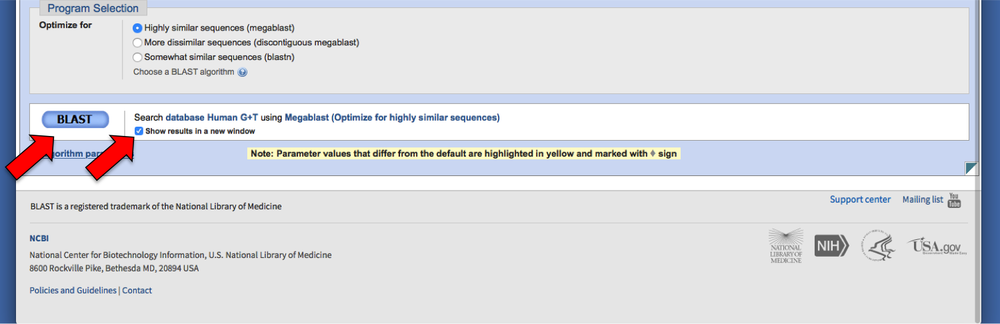 Program Selection
Optimize for
Highly similar sequences (megablast)
More dissimilar sequences (discontiguous megablast)
Somewhat similar sequences (blastn)
Choose a BLAST algorithm
BLAST
Search database Human G+T using Megablast (Optimize for highly similar sequences)
Show results in a new window
Note: Parameter values that differ from the default are highlighted in yellow and marked with ♦ sign
BLAST is a registered trademark of the National Library of Medicine
Support center
Mailing list
You
Tube
NCBI
National Center for Biotechnology Information, U.S. National Library of Medicine
8600 Rockville Pike, Bethesda MD, 20894 USA
Policies and Guidelines | Contact
NATIONAL
LIBRARY OF
MEDICINE
NIH
USA.gov
Government Made Easy